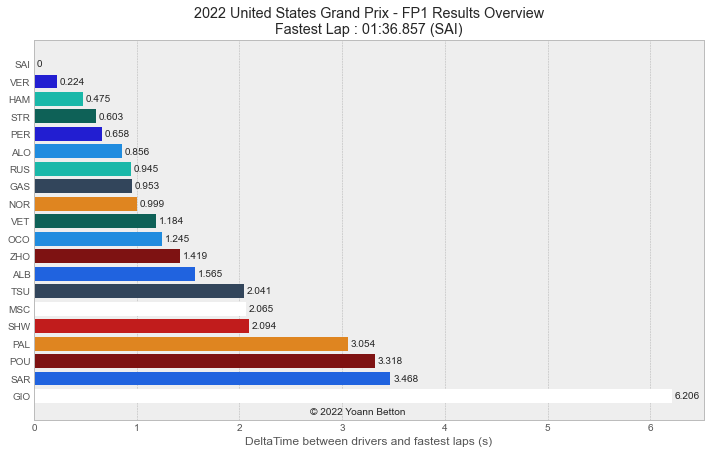 2022 United States Grand Prix - FP1 Results Overview
Fastest Lap : 01:36.857 (SAI)
SAI 0
VER 0.224
HAM 0.475
STR 0.603
PER 0.658
ALO 0.856
RUS 0.945
GAS 0.953
NOR 0.999
VET 1.184
OCO 1.245
ZHO 1.419
ALB 1.565
TSU 2.041
MSC 2.065
SHW 2.094
PAL 3.054
POU 3.318
SAR 3.468
GIO 6.206
© 2022 Yoann Betton
0 1 2 3 4 5 6
DeltaTime between drivers and fastest laps (s)